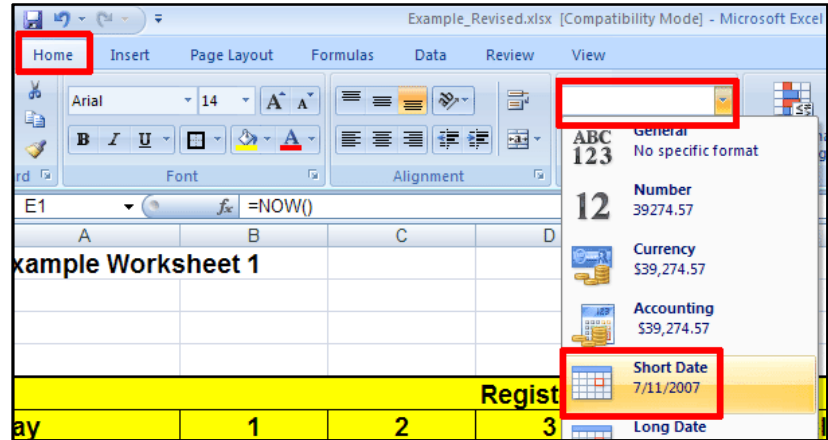 Example_Revised.xlsx [Compatibility Mode] - Microsoft Excel
Home Insert Page Layout Formulas Data Review View
Arial 14 A A
B I U A
rd Font Alignment
E1 fx =NOW()
A B C D
xample Worksheet 1
Regist
ay 1 2 3
ABC
123
General
No specific format
12
Number
39274.57
Currency
$39,274.57
Accounting
$39,274.57
Short Date
7/11/2007
Long Date